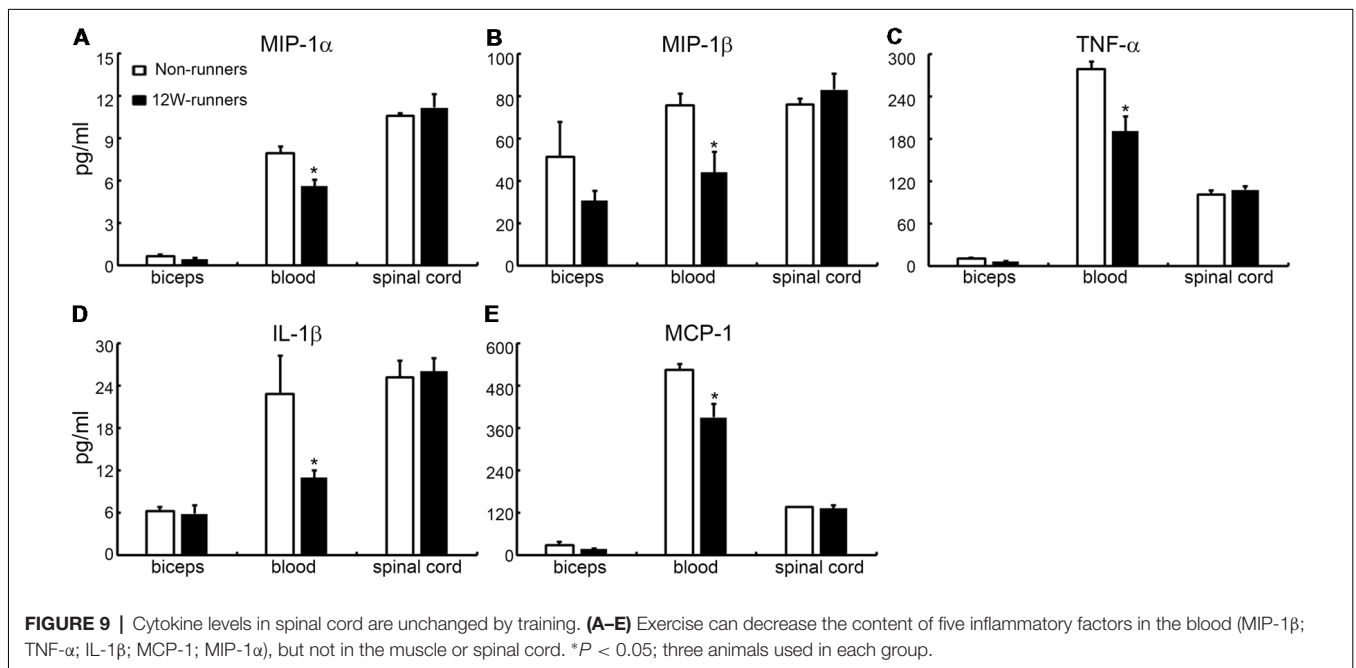 A
MIP-1α
15
12
9
6
3
0
pg/ml
Non-runners
12W-runners
*
biceps blood spinal cord
B
MIP-1β
100
80
60
40
20
0
*
biceps blood spinal cord
C
TNF-α
300
240
180
120
60
0
*
biceps blood spinal cord
D
IL-1β
30
24
18
12
6
0
pg/ml
*
biceps blood spinal cord
E
MCP-1
600
480
360
240
120
0
*
biceps blood spinal cord
FIGURE 9 | Cytokine levels in spinal cord are unchanged by training. (A–E) Exercise can decrease the content of five inflammatory factors in the blood (MIP-1β;
TNF-α; IL-1β; MCP-1; MIP-1α), but not in the muscle or spinal cord. *P < 0.05; three animals used in each group.